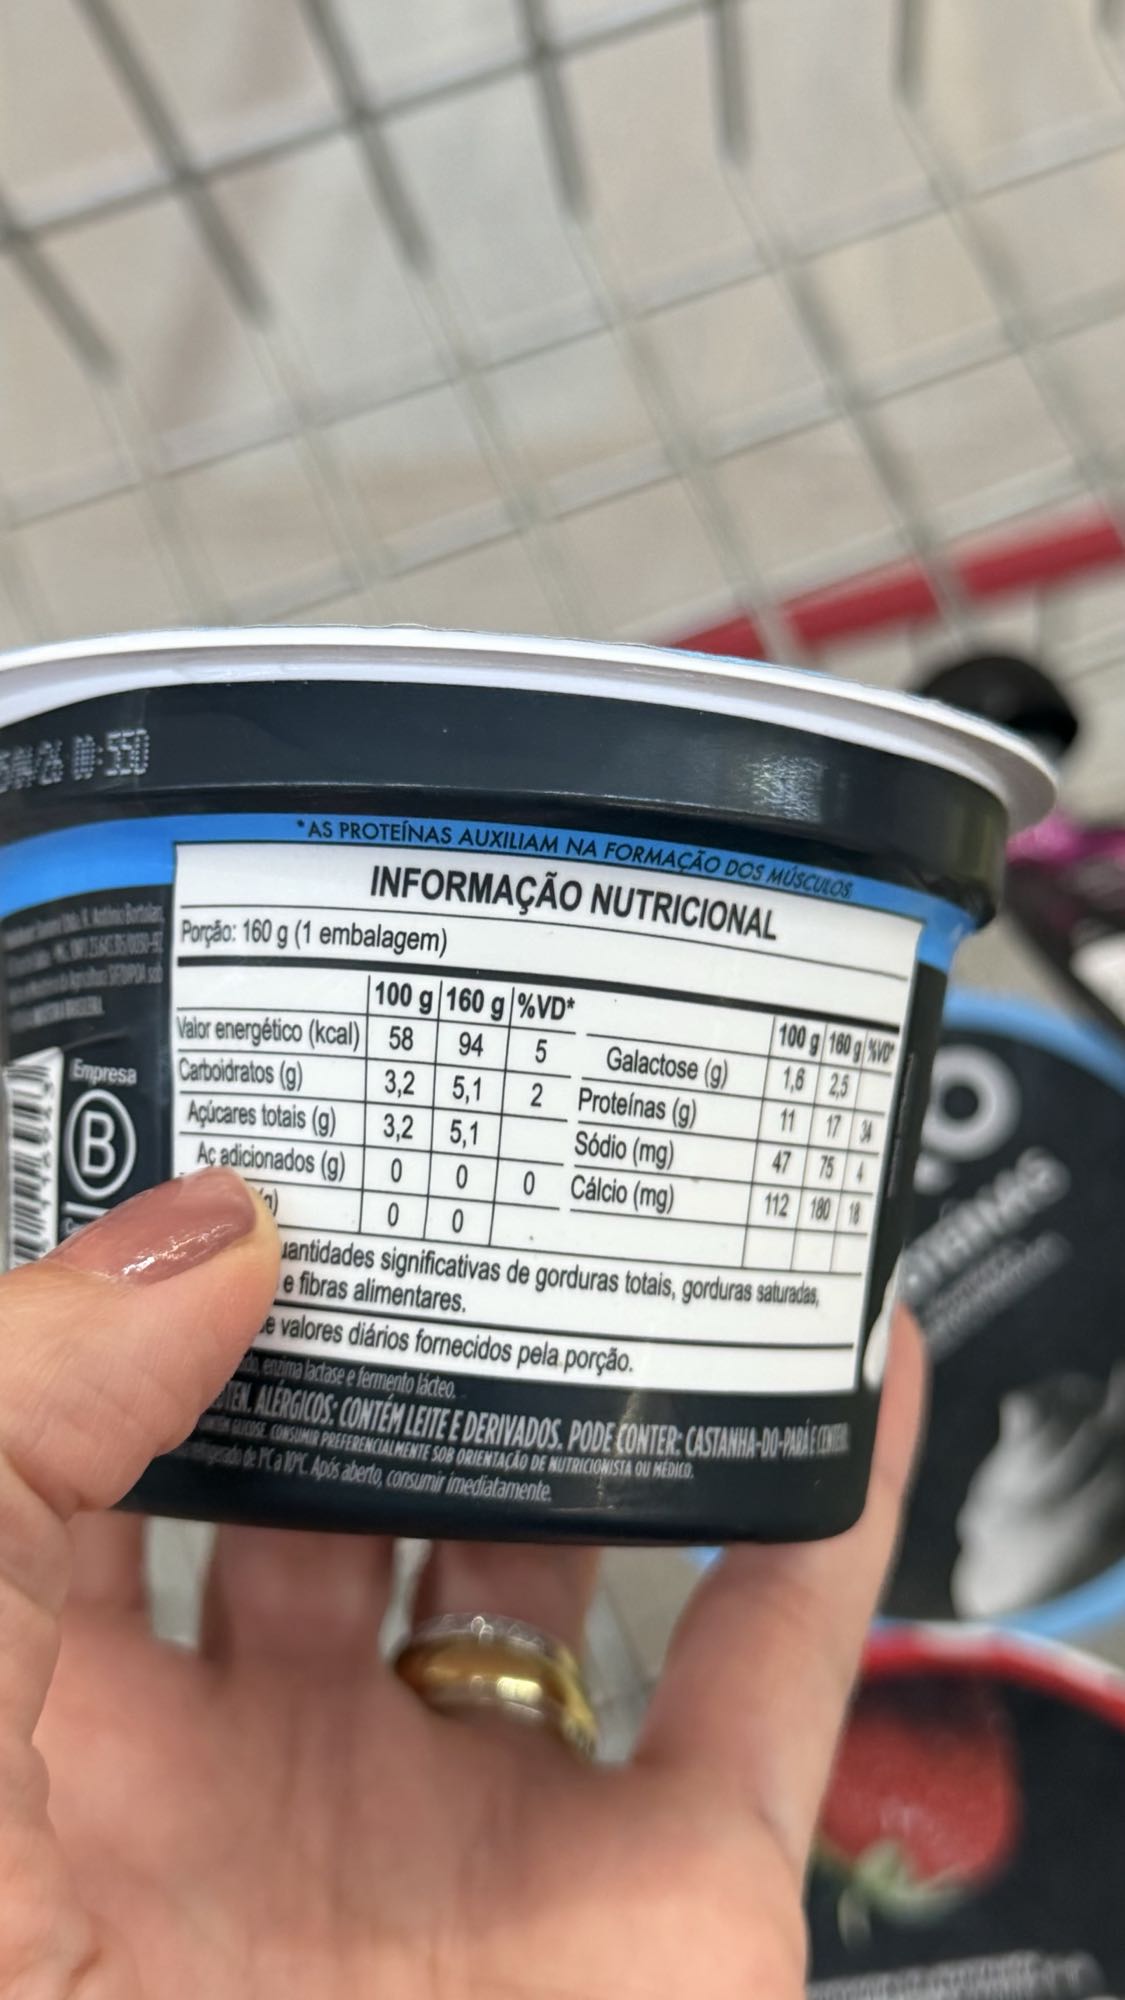 00:550
*AS PROTEÍNAS AUXILIAM NA FORMAÇÃO DOS MÚSCULOS
INFORMAÇÃO NUTRICIONAL
Porção: 160 g (1 embalagem)
100 g 160 g %VD*
Valor energético (kcal) 58 94 5
Carboidratos (g) 3,2 5,1 2
Açúcares totais (g) 3,2 5,1
Aç adicionados (g) 0 0 0
0 0
100 g 160 g %VD*
Galactose (g) 1,6 2,5
Proteínas (g) 11 17 34
Sódio (mg) 47 75 4
Cálcio (mg) 112 180 18
uantidades significativas de gorduras totais, gorduras saturadas,
e fibras alimentares.
e valores diários fornecidos pela porção.
enzima lactase e fermento lácteo.
TEN. ALÉRGICOS: CONTÉM LEITE E DERIVADOS. PODE CONTER: CASTANHA-DO-PARÁ E
CONSUMIR PREFERENCIALMENTE SOB ORIENTAÇÃO DE NUTRICIONISTA OU MÉDICO.
Após aberto, consumir imediatamente.
Empresa
B